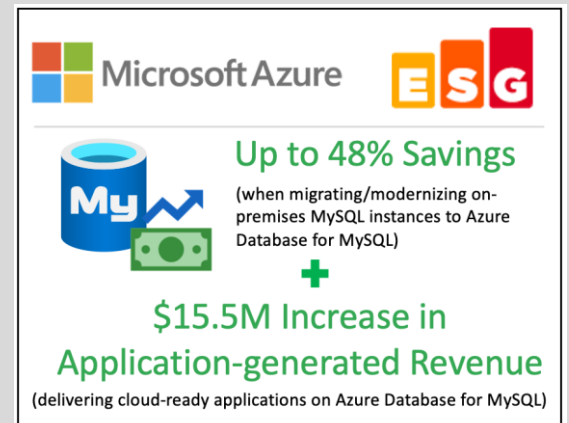 Microsoft Azure
ESG
My
Up to 48% Savings
(when migrating/modernizing on-
premises MySQL instances to Azure
Database for MySQL)
+
$15.5M Increase in
Application-generated Revenue
(delivering cloud-ready applications on Azure Database for MySQL)